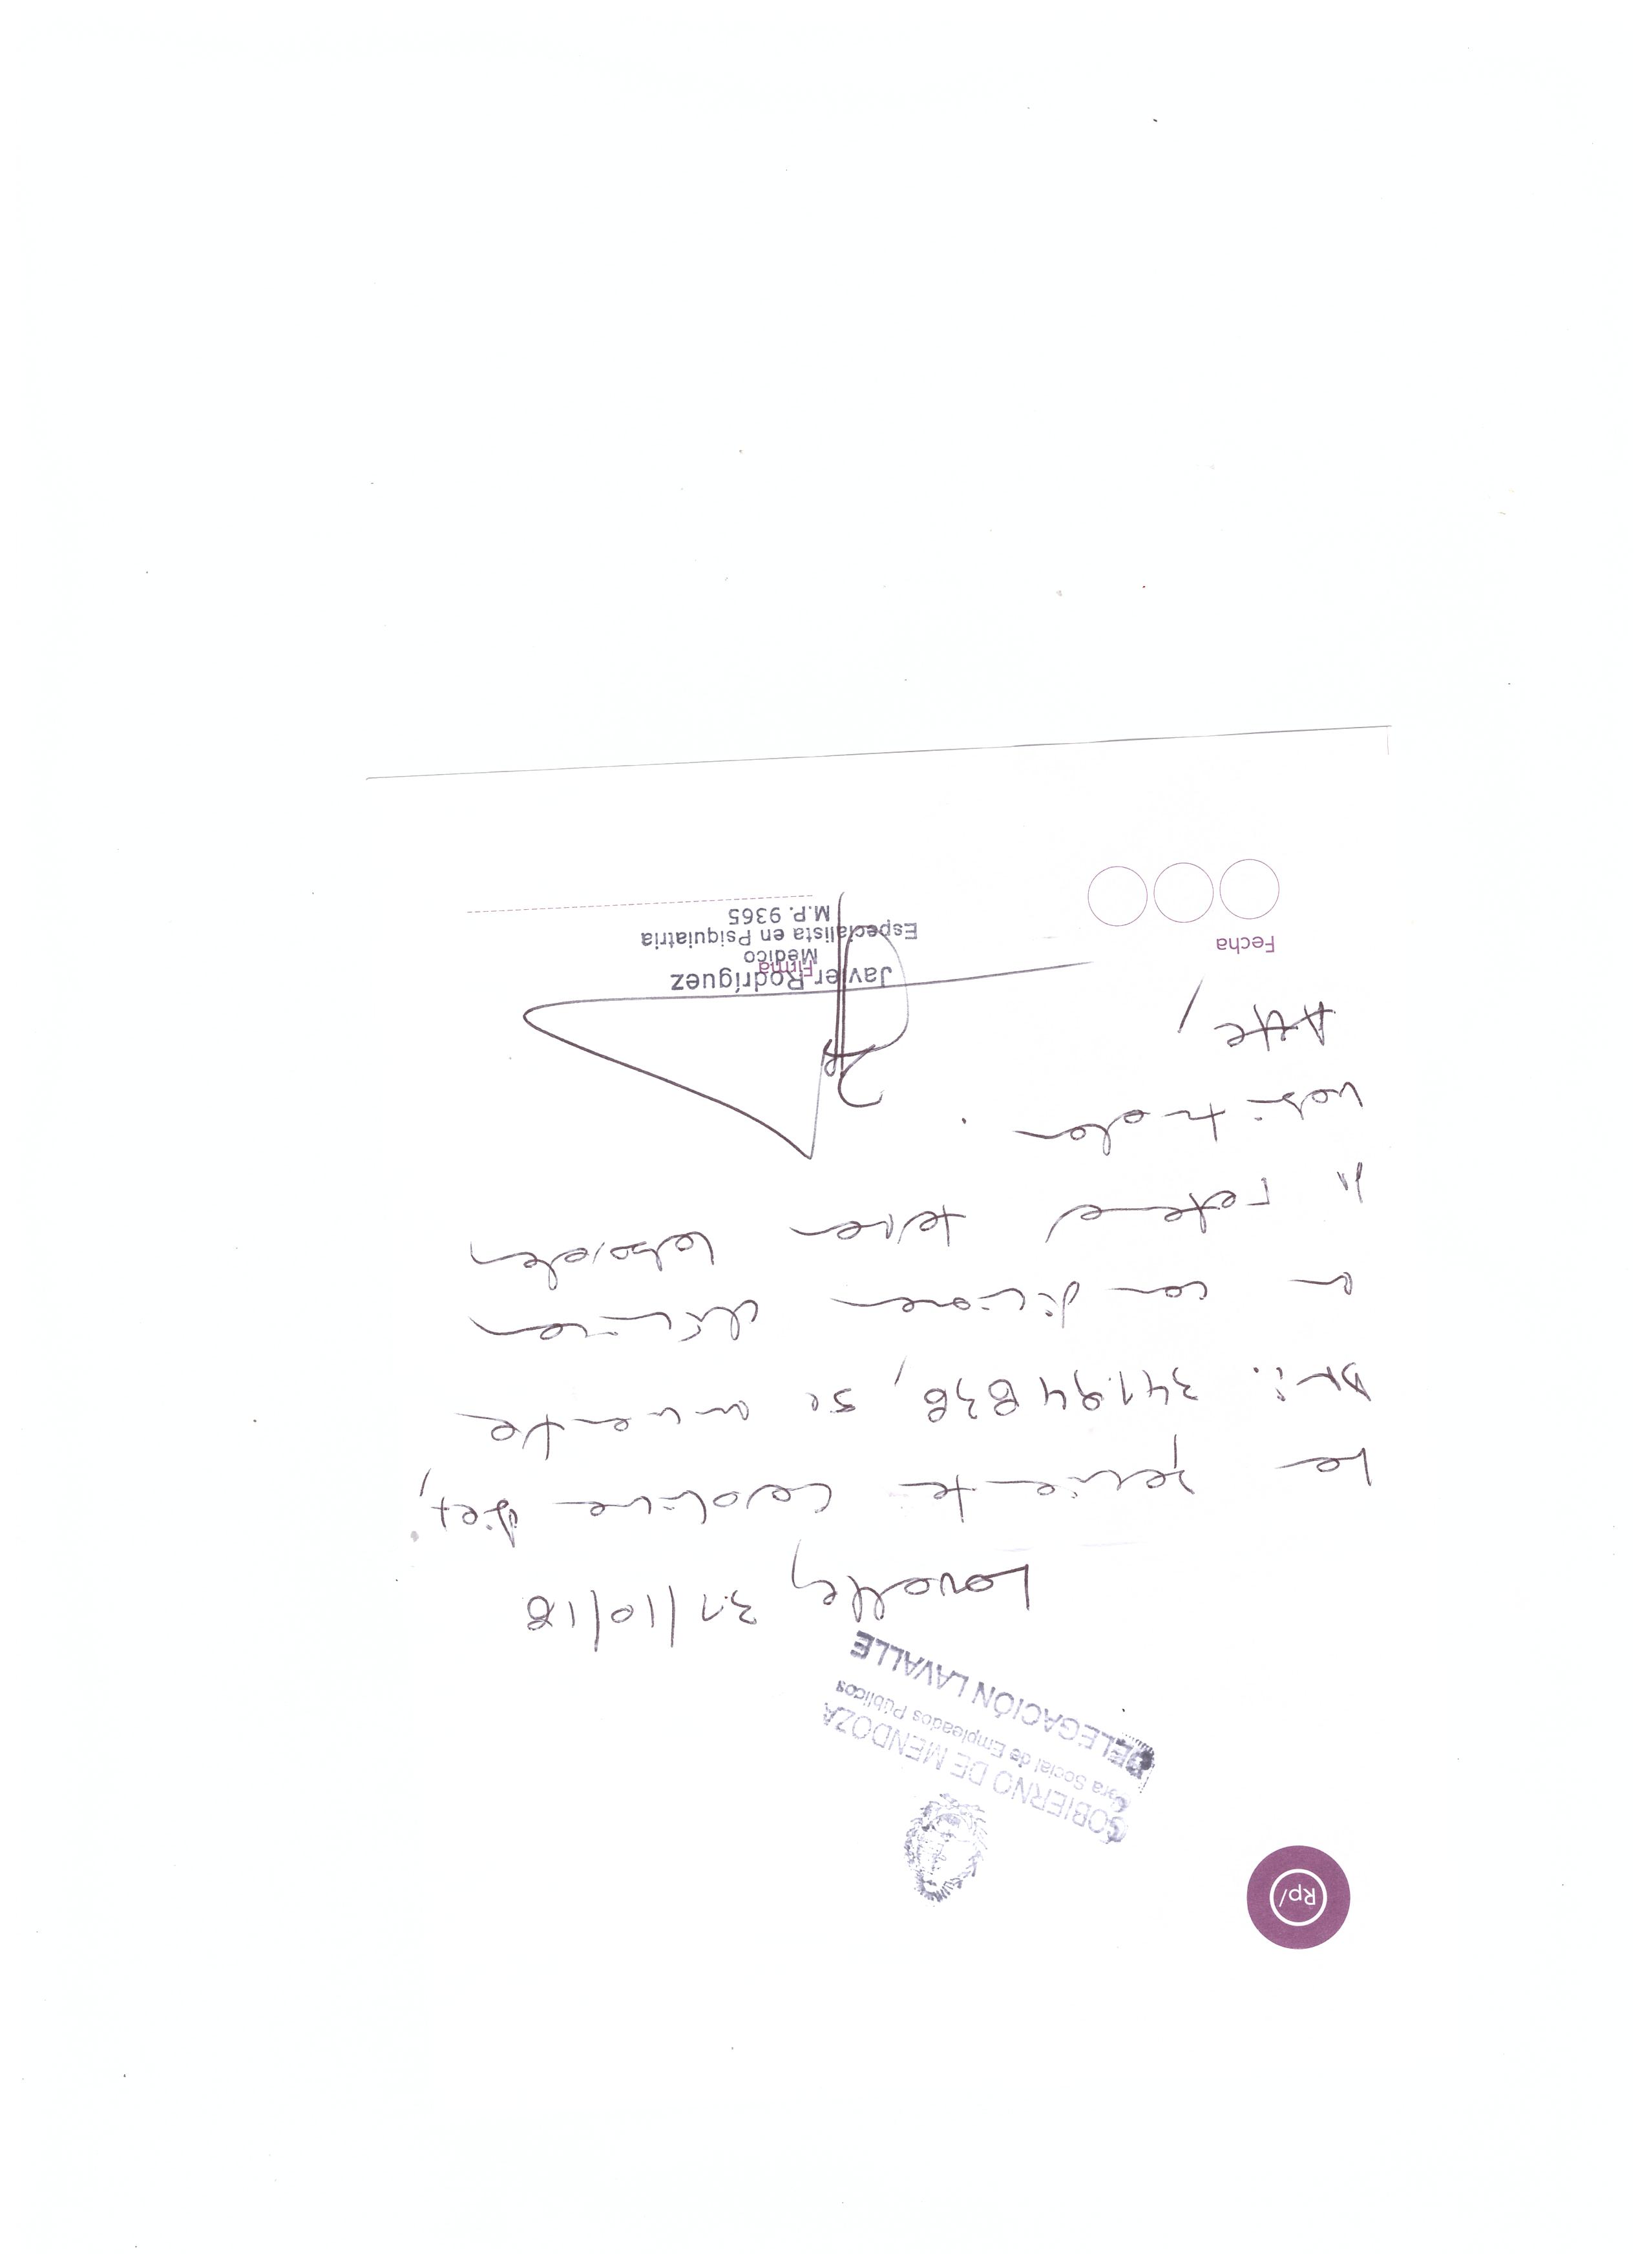 Rp/
GOBIERNO DE MENDOZA
Obra Social de Empleados Públicos
DELEGACIÓN LAVALLE
Lavalle, 31/10/18
La paciente Carolina Diet,
DNI: 34194838, se encuentra
en condiciones clínicas
de retomar tareas laborales
habituales.
Atte,
Fecha
Firma
Javier Rodríguez
Médico
Especialista en Psiquiatria
M.P. 9365